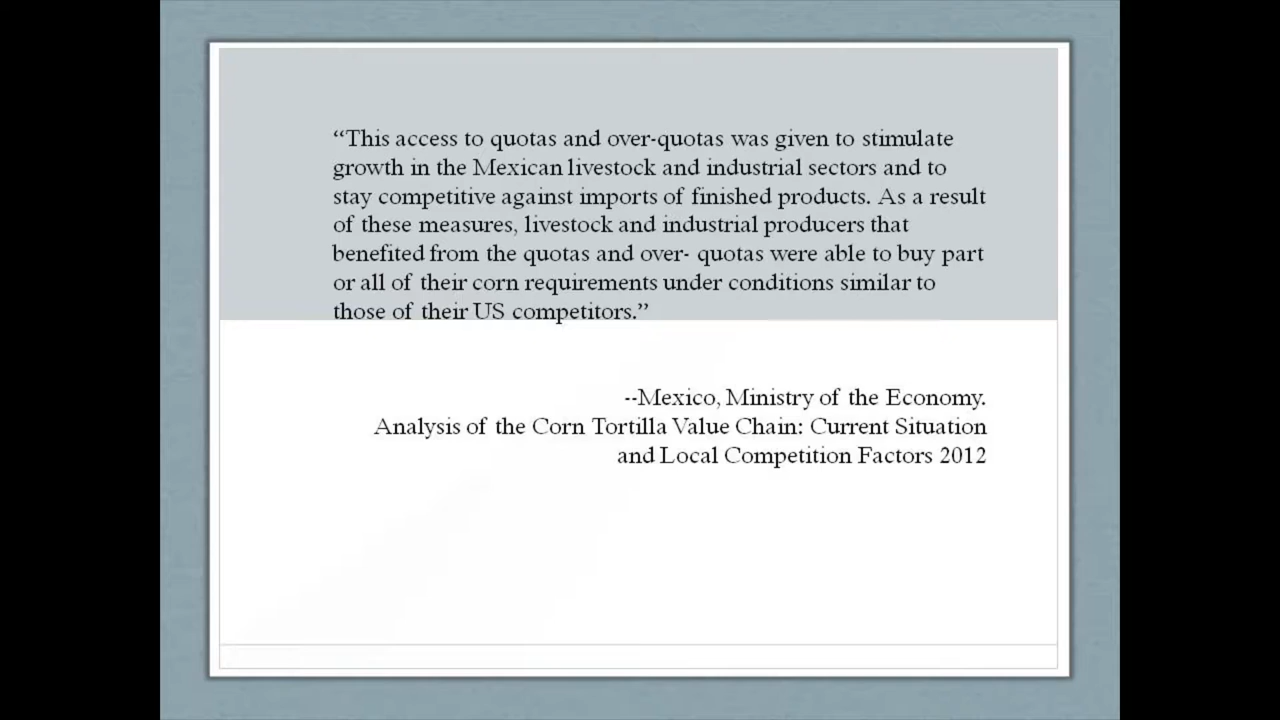 “This access to quotas and over-quotas was given to stimulate
growth in the Mexican livestock and industrial sectors and to
stay competitive against imports of finished products. As a result
of these measures, livestock and industrial producers that
benefited from the quotas and over- quotas were able to buy part
or all of their corn requirements under conditions similar to
those of their US competitors.”
--Mexico, Ministry of the Economy.
Analysis of the Corn Tortilla Value Chain: Current Situation
and Local Competition Factors 2012